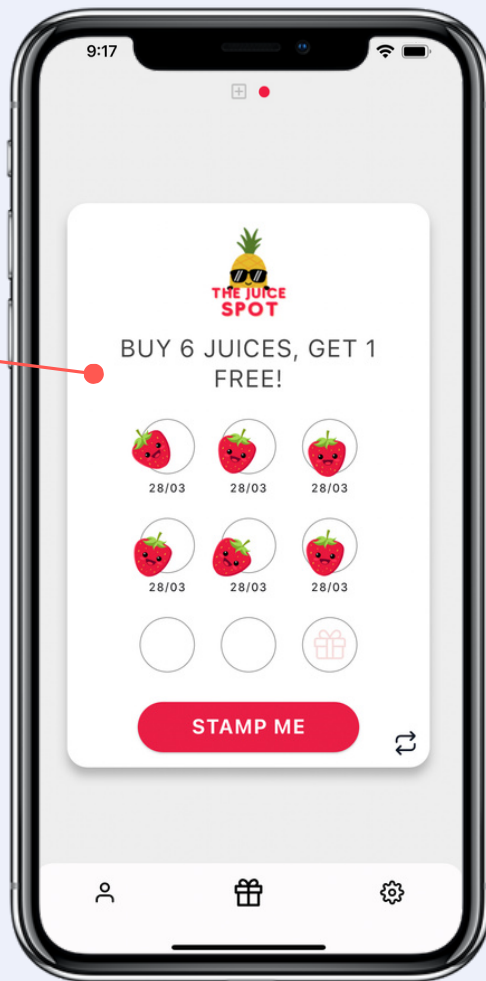 9:17
THE JUICE
SPOT
BUY 6 JUICES, GET 1
FREE!
28/03 28/03 28/03
28/03 28/03 28/03
STAMP ME